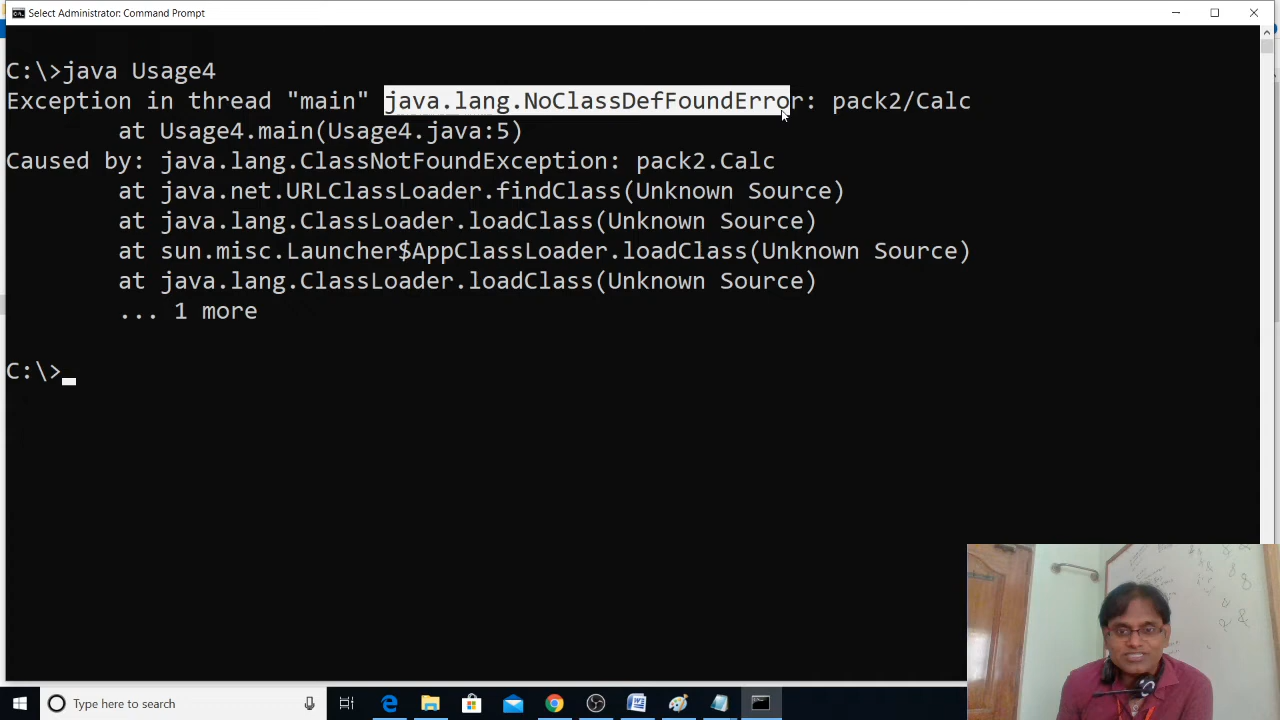 Select Administrator: Command Prompt
C:\>java Usage4
Exception in thread "main" java.lang.NoClassDefFoundError: pack2/Calc
at Usage4.main(Usage4.java:5)
Caused by: java.lang.ClassNotFoundException: pack2.Calc
at java.net.URLClassLoader.findClass(Unknown Source)
at java.lang.ClassLoader.loadClass(Unknown Source)
at sun.misc.Launcher$AppClassLoader.loadClass(Unknown Source)
at java.lang.ClassLoader.loadClass(Unknown Source)
... 1 more
C:\>
Type here to search